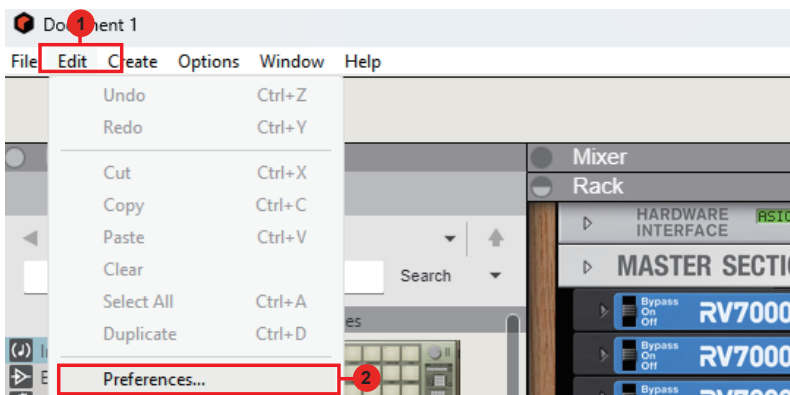 Document 1
1
File Edit Create Options Window Help
Undo Ctrl+Z
Redo Ctrl+Y
Cut Ctrl+X
Copy Ctrl+C
Paste Ctrl+V
Clear
Select All Ctrl+A
Duplicate Ctrl+D
Preferences...
2
Search
Mixer
Rack
HARDWARE
INTERFACE
MASTER
Bypass
On
Off
RV7000
Bypass
On
Off
RV7000
Bypass